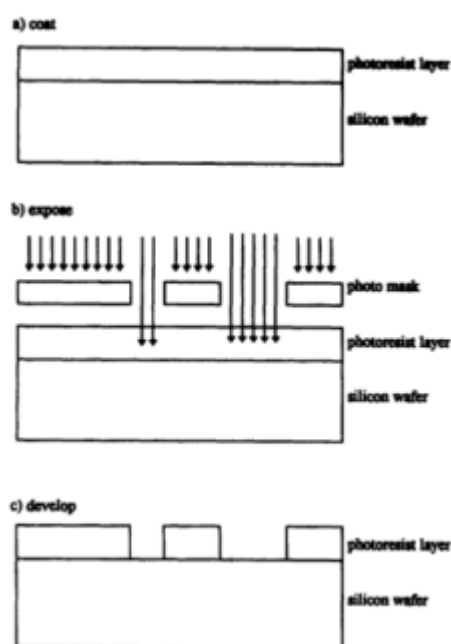 a) coat
photoresist layer
silicon wafer
b) expose
photo mask
photoresist layer
silicon wafer
c) develop
photoresist layer
silicon wafer